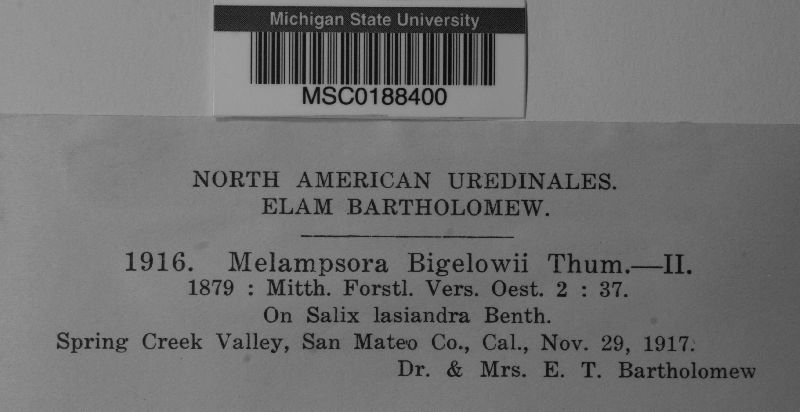 Michigan State University
MSC0188400
NORTH AMERICAN UREDINALES.
ELAM BARTHOLOMEW.
1916. Melampsora Bigelowii Thum.—II.
1879 : Mitth. Forstl. Vers. Oest. 2 : 37.
On Salix lasiandra Benth.
Spring Creek Valley, San Mateo Co., Cal., Nov. 29, 1917.
Dr. & Mrs. E. T. Bartholomew